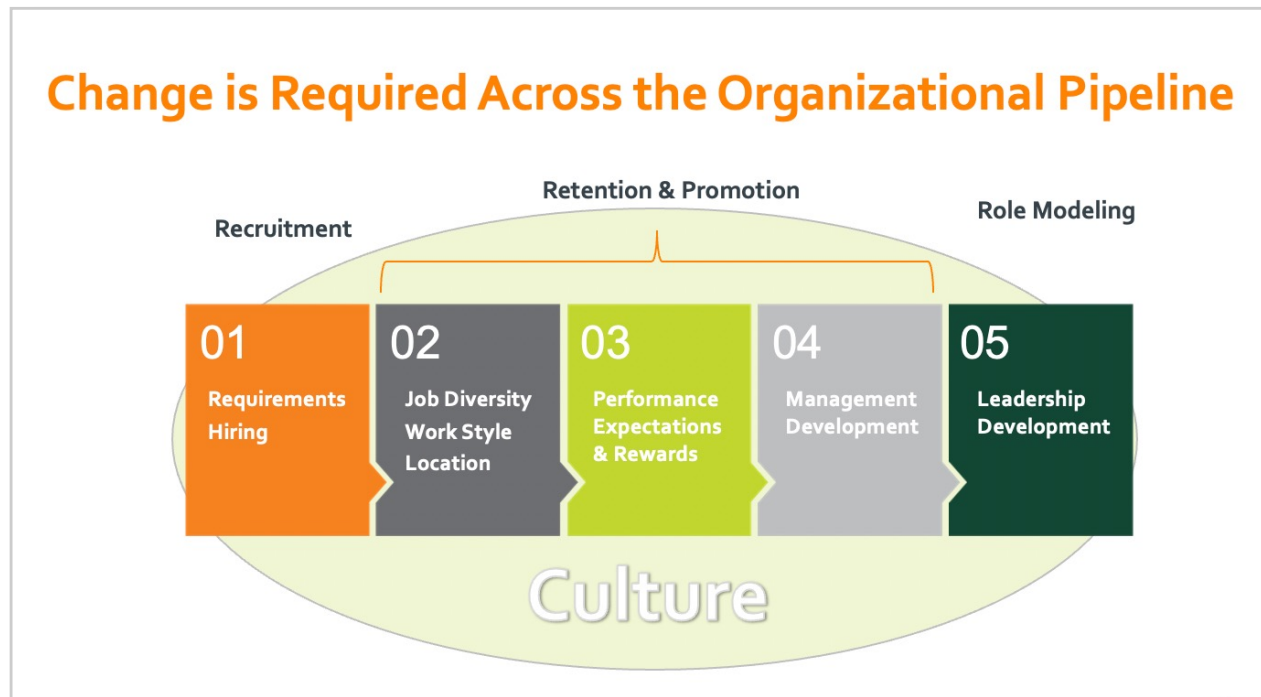 Change is Required Across the Organizational Pipeline
Retention & Promotion
Recruitment
Role Modeling
01
Requirements
Hiring
02
Job Diversity
Work Style
Location
03
Performance
Expectations
& Rewards
04
Management
Development
05
Leadership
Development
Culture